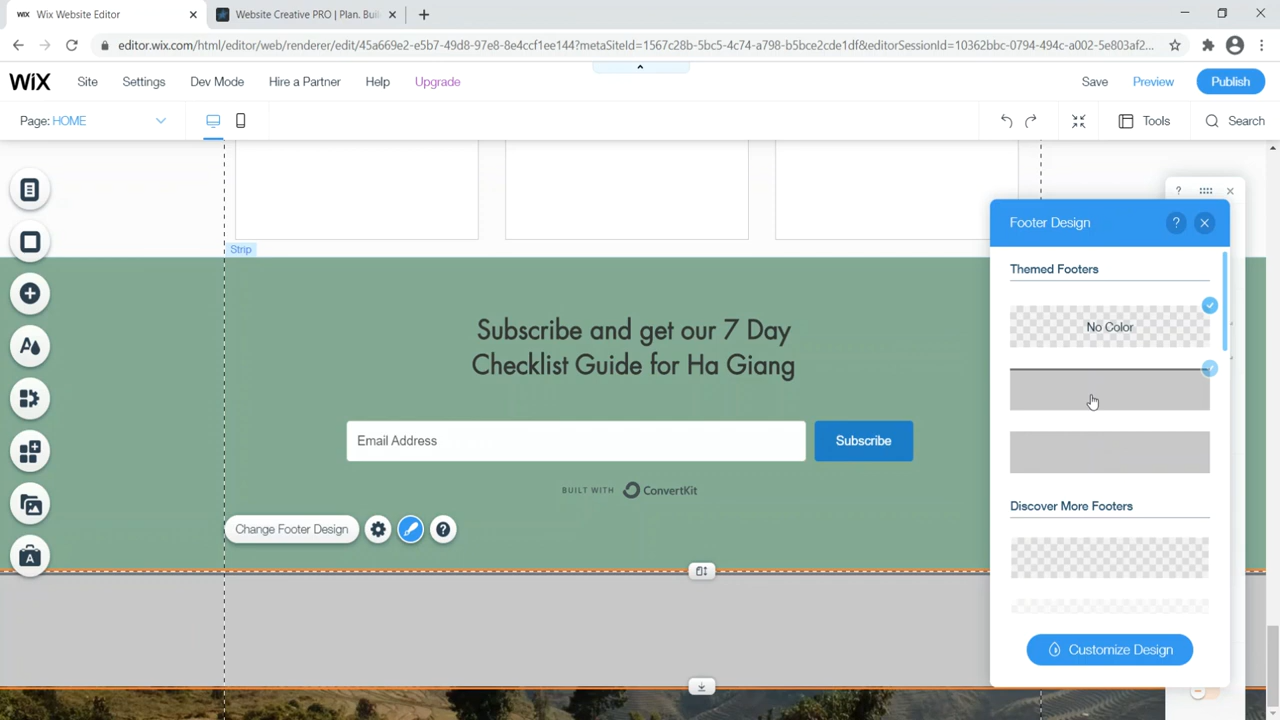 WIX Wix Website Editor
Website Creative PRO | Plan. Buil
editor.wix.com/html/editor/web/renderer/edit/45a669e2-e5b7-49d8-97e8-8e4ccf1ee144?metaSiteId=1567c28b-5bc5-4c74-a798-b5bce2cde1df&editorSessionId=10362bbc-0794-494c-a002-5e803af2...
WiX Site Settings Dev Mode Hire a Partner Help Upgrade Save Preview Publish
Page: HOME Tools Search
Strip
Footer Design ?
Themed Footers
No Color
Subscribe and get our 7 Day
Checklist Guide for Ha Giang
Email Address Subscribe
BUILT WITH ConvertKit
Discover More Footers
Change Footer Design ?
Customize Design